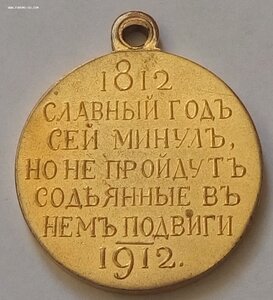 1812
СЛАВНЫЙ ГОДЪ
СЕЙ МИНУЛЪ,
НО НЕ ПРОЙДУТЪ
СОДѢЯННЫЕ ВЪ
НЕМЪ ПОДВИГИ
1912.